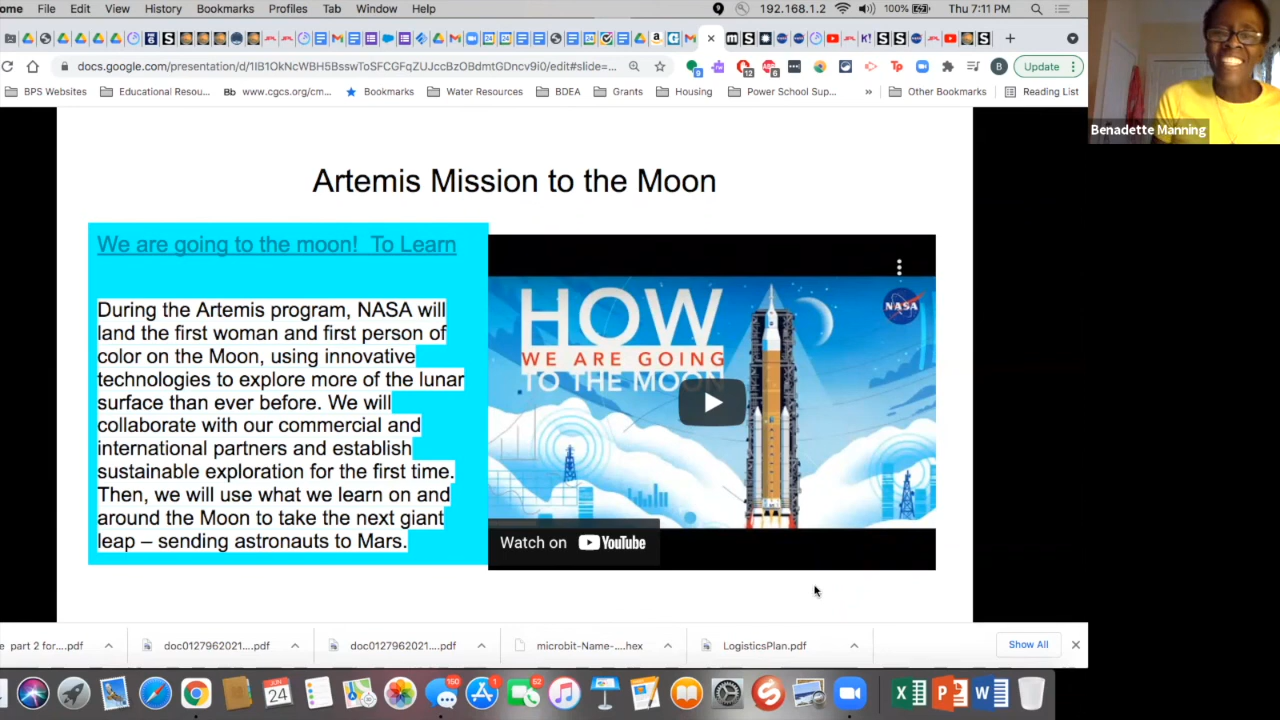 ome File Edit View History Bookmarks Profiles Tab Window Help 192.168.1.2 100% Thu 7:11 PM
docs.google.com/presentation/d/1IB1OkNcWBH5BsswToSFCGFqZUJccBzOBdmtGDncv9i0/edit#slide=... B Update
BPS Websites Educational Resou... Bb www.cgcs.org/cm... Bookmarks Water Resources BDEA Grants Housing Power School Sup... » Other Bookmarks Reading List
Benadette Manning
Artemis Mission to the Moon
We are going to the moon! To Learn
During the Artemis program, NASA will
land the first woman and first person of
color on the Moon, using innovative
technologies to explore more of the lunar
surface than ever before. We will
collaborate with our commercial and
international partners and establish
sustainable exploration for the first time.
Then, we will use what we learn on and
around the Moon to take the next giant
leap – sending astronauts to Mars.
HOW
WE ARE GOING
TO THE MOON
NASA
Watch on YouTube
e part 2 for....pdf doc0127962021....pdf doc0127962021....pdf microbit-Name-....hex LogisticsPlan.pdf Show All
JUN
24
150
1
52